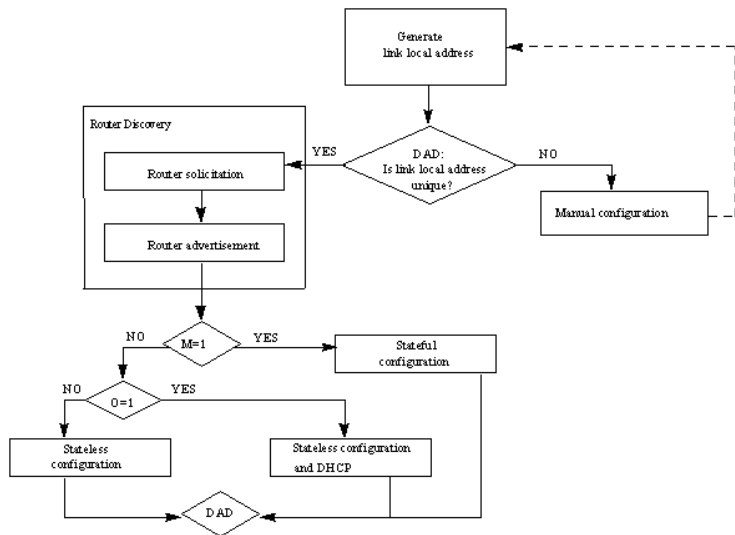 Generate
link local address
Router Discovery
DAD:
Is link local address
unique?
YES
NO
Router solicitation
Manual configuration
Router advertisement
M=1
NO
YES
Stateful
configuration
O=1
NO
YES
Stateless
configuration
Stateless configuration
and DHCP
DAD